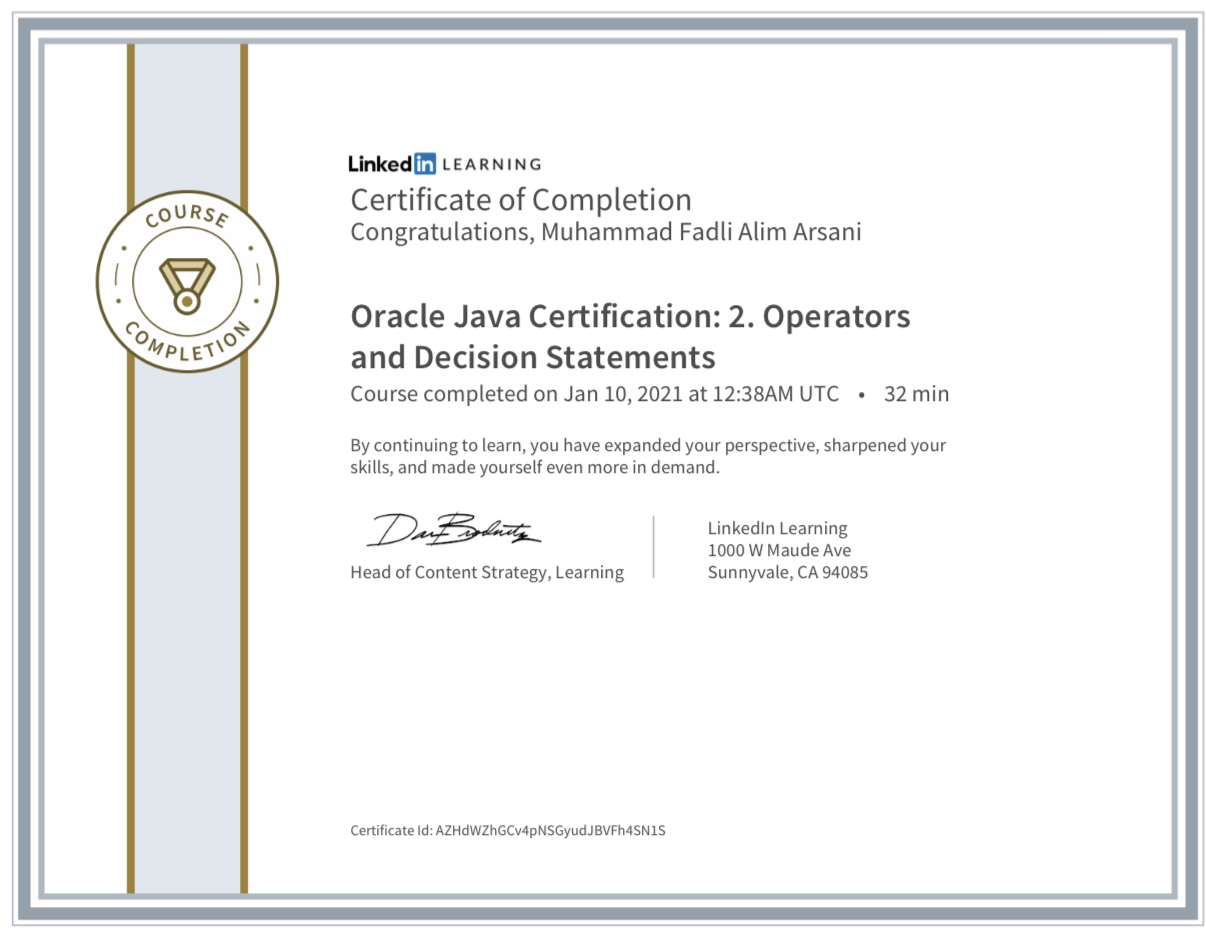 COURSE
COMPLETION
Linked in LEARNING
Certificate of Completion
Congratulations, Muhammad Fadli Alim Arsani
Oracle Java Certification: 2. Operators
and Decision Statements
Course completed on Jan 10, 2021 at 12:38AM UTC • 32 min
By continuing to learn, you have expanded your perspective, sharpened your
skills, and made yourself even more in demand.
Head of Content Strategy, Learning
LinkedIn Learning
1000 W Maude Ave
Sunnyvale, CA 94085
Certificate Id: AZHdWZhGCv4pNSGyudJBVFh4SN1S